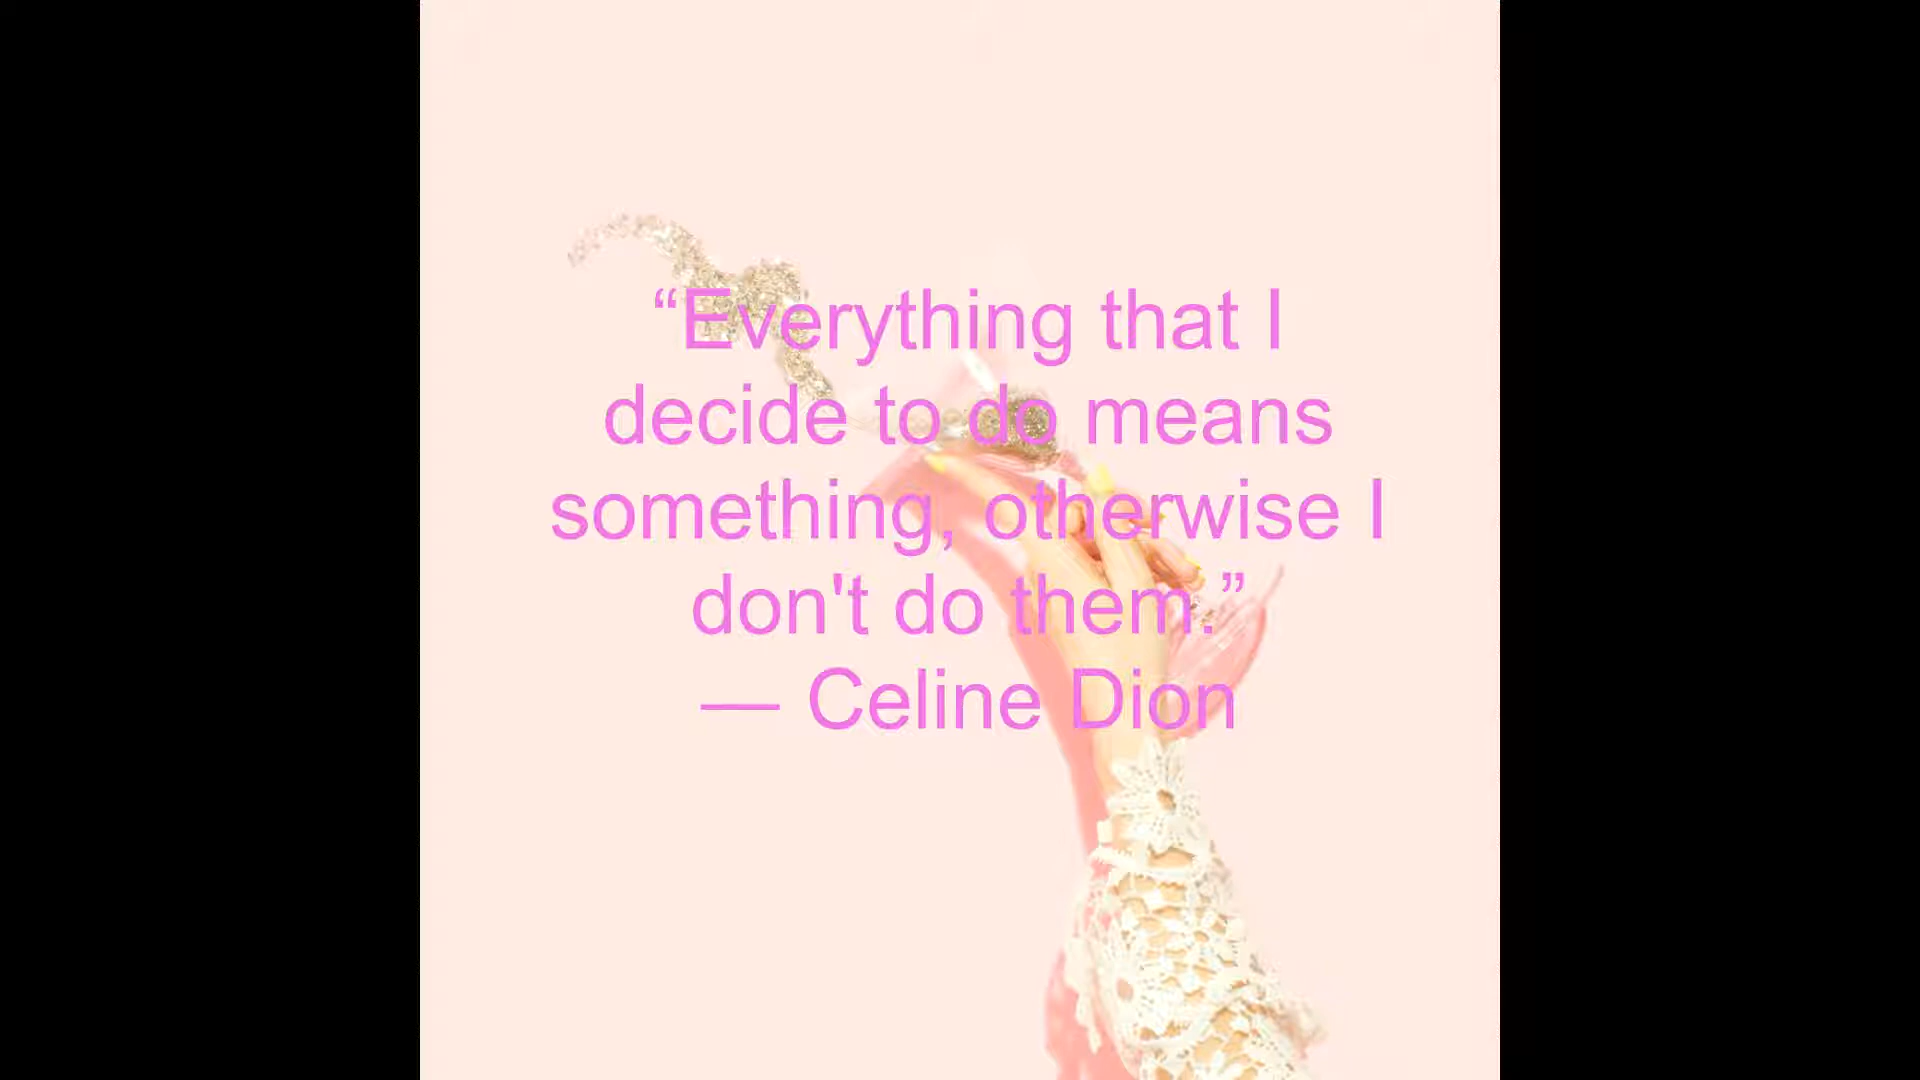 “Everything that I
decide to do means
something, otherwise I
don't do them.”
— Celine Dion